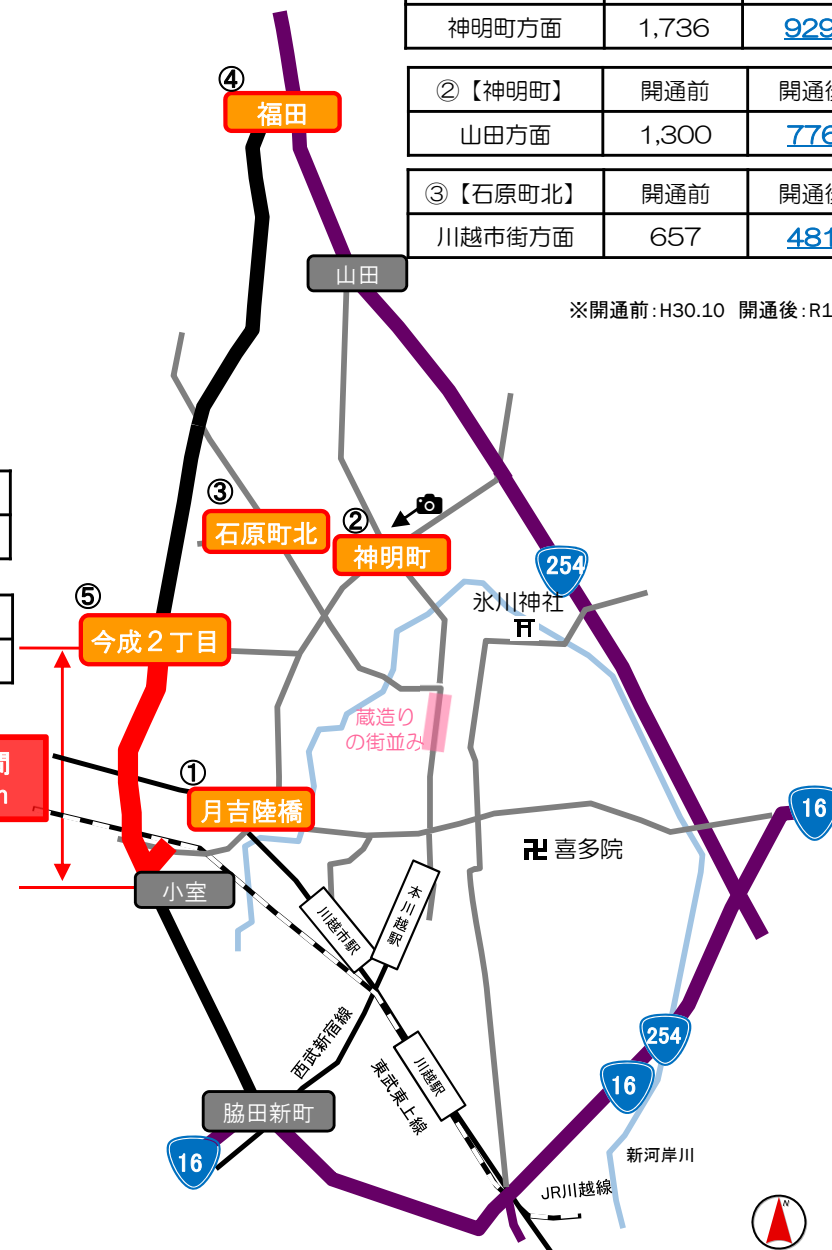 神明町方面 1,736 929
②【神明町】 開通前 開通後
山田方面 1,300 776
③【石原町北】 開通前 開通後
川越市街方面 657 481
※開通前:H30.10 開通後:R1
④
福田
山田
③
石原町北
②
神明町
254
氷川神社
⑤
今成2丁目
蔵造り
の街並み
間
m
①
月吉陸橋
16
喜多院
小室
本川越駅
川越市駅
西武新宿線
川越駅
東武東上線
254
16
脇田新町
16
新河岸川
JR川越線
N